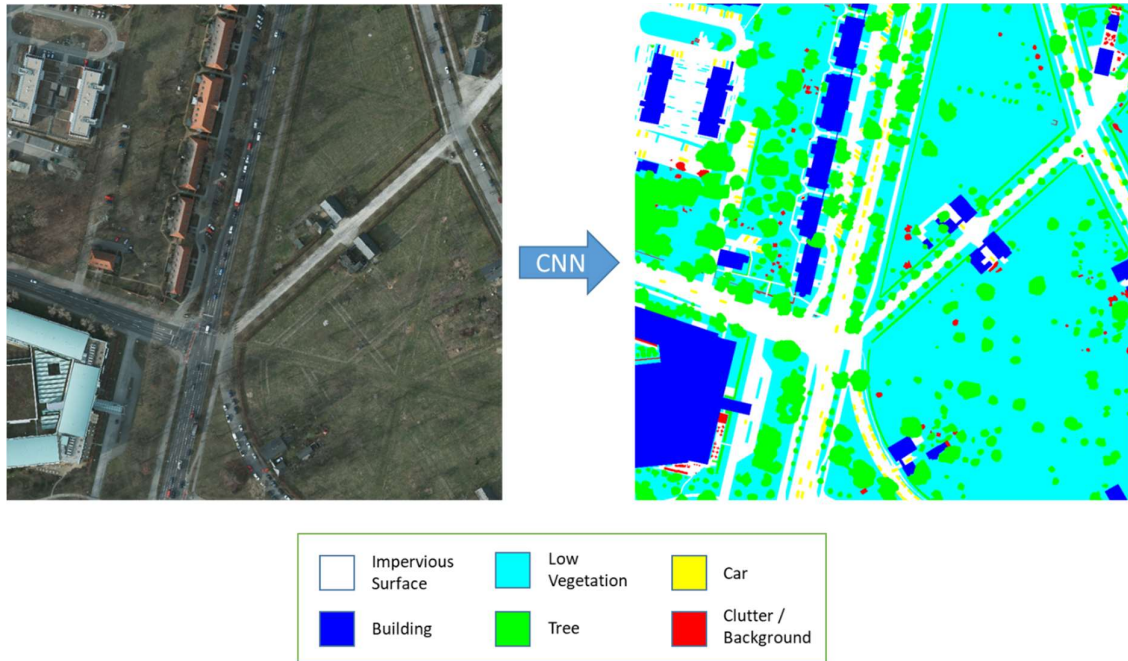 CNN
Impervious
Surface
Low
Vegetation
Car
Building
Tree
Clutter /
Background